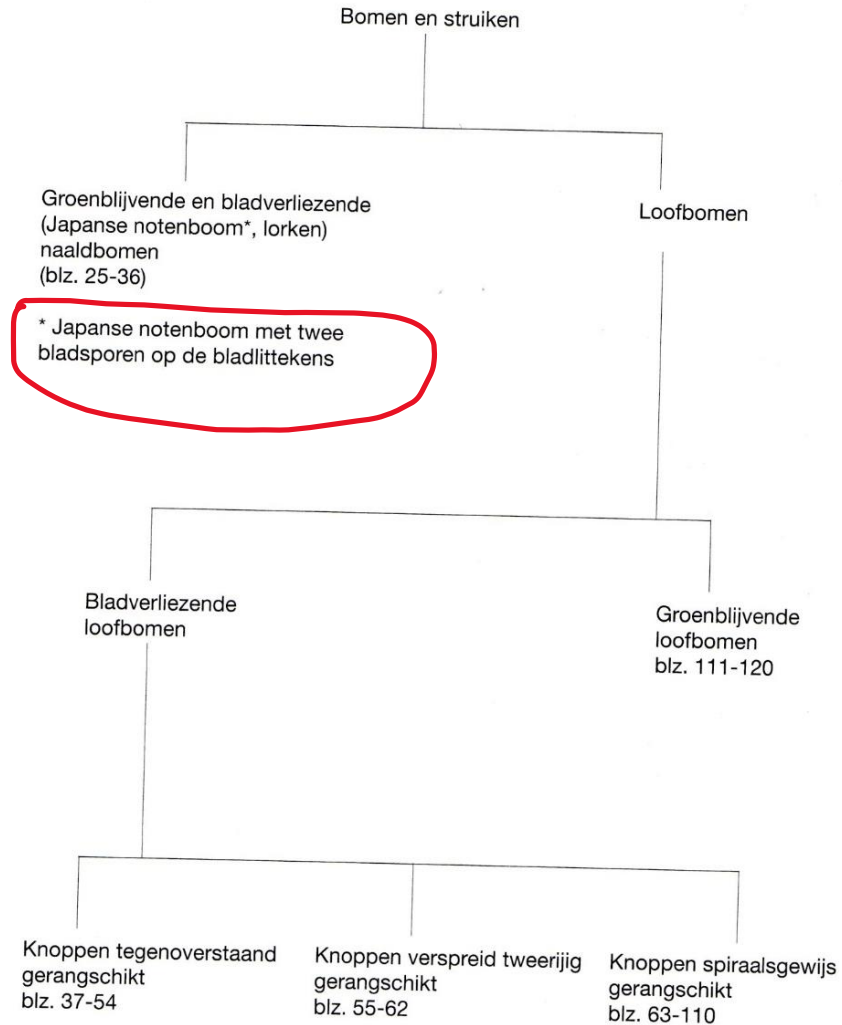 Bomen en struiken
Groenblijvende en bladverliezende
(Japanse notenboom*, lorken)
naaldbomen
(blz. 25-36)
Loofbomen
* Japanse notenboom met twee
bladsporen op de bladlittekens
Bladverliezende
loofbomen
Groenblijvende
loofbomen
blz. 111-120
Knoppen tegenoverstaand
gerangschikt
blz. 37-54
Knoppen verspreid tweerijig
gerangschikt
blz. 55-62
Knoppen spiraalsgewijs
gerangschikt
blz. 63-110